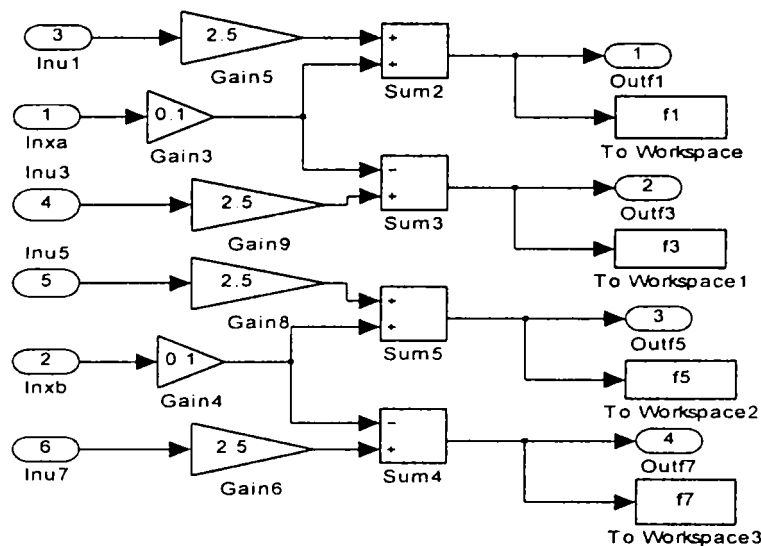 3
Inu1
2.5
Gain5
+
+
Sum2
1
Outf1
f1
To Workspace
1
Inxa
0.1
Gain3
Inu3
4
2.5
Gain9
-
+
Sum3
2
Outf3
f3
To Workspace1
Inu5
5
2.5
Gain8
+
+
Sum5
3
Outf5
f5
To Workspace2
2
Inxb
0 1
Gain4
6
Inu7
2 5
Gain6
-
+
Sum4
4
Outf7
f7
To Workspace3